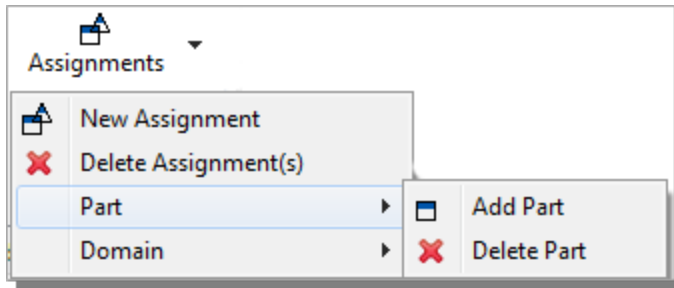 Assignments
New Assignment
Delete Assignment(s)
Part
Domain
Add Part
Delete Part